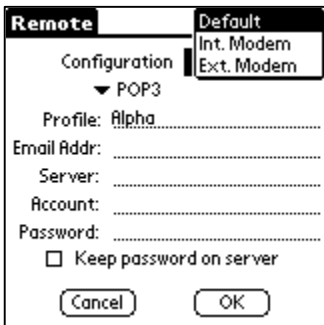 Remote
Default
Int. Modem
Configuration
Ext. Modem
POP3
Profile: Alpha
Email Addr:
Server:
Account:
Password:
Keep password on server
Cancel OK